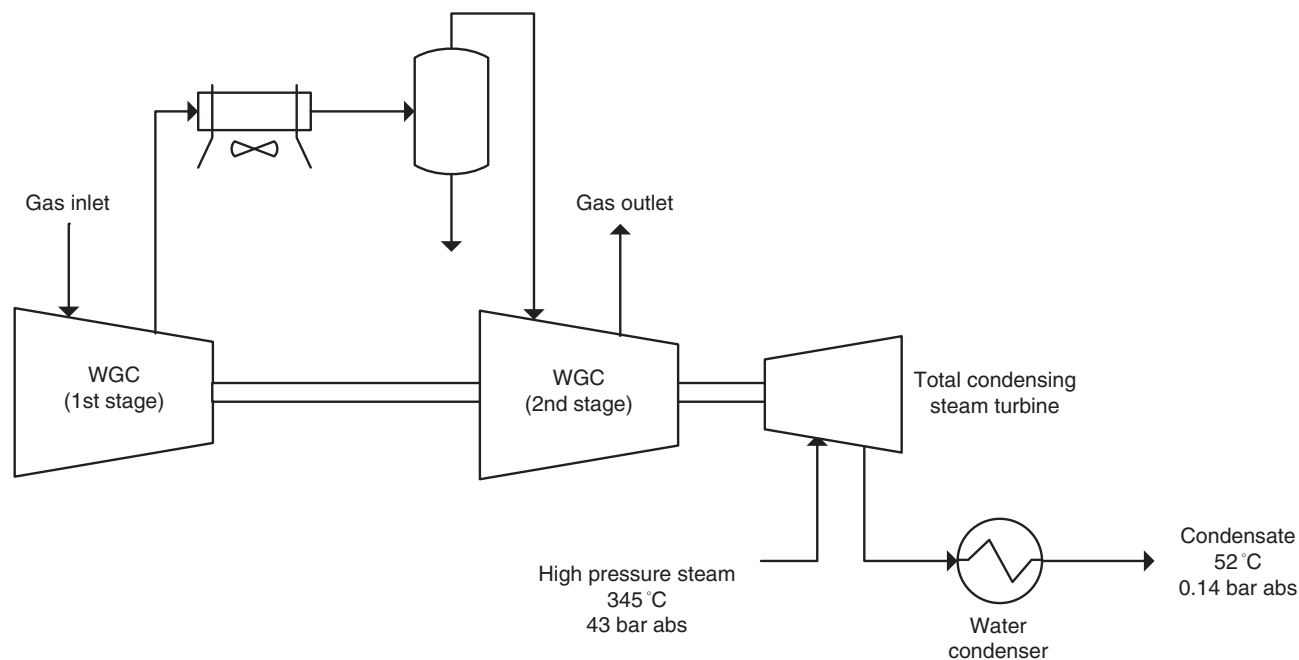 Gas inlet
Gas outlet
WGC
(1st stage)
WGC
(2nd stage)
Total condensing
steam turbine
High pressure steam
345 °C
43 bar abs
Condensate
52 °C
0.14 bar abs
Water
condenser